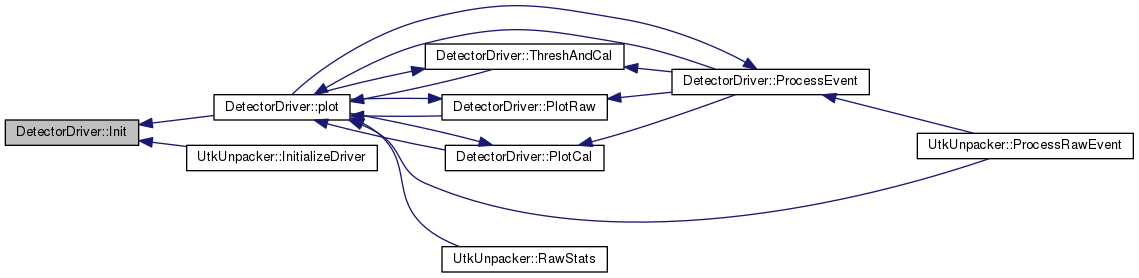 DetectorDriver::Init
DetectorDriver::plot
UtkUnpacker::InitializeDriver
DetectorDriver::ThreshAndCal
DetectorDriver::PlotRaw
DetectorDriver::PlotCal
UtkUnpacker::RawStats
DetectorDriver::ProcessEvent
UtkUnpacker::ProcessRawEvent